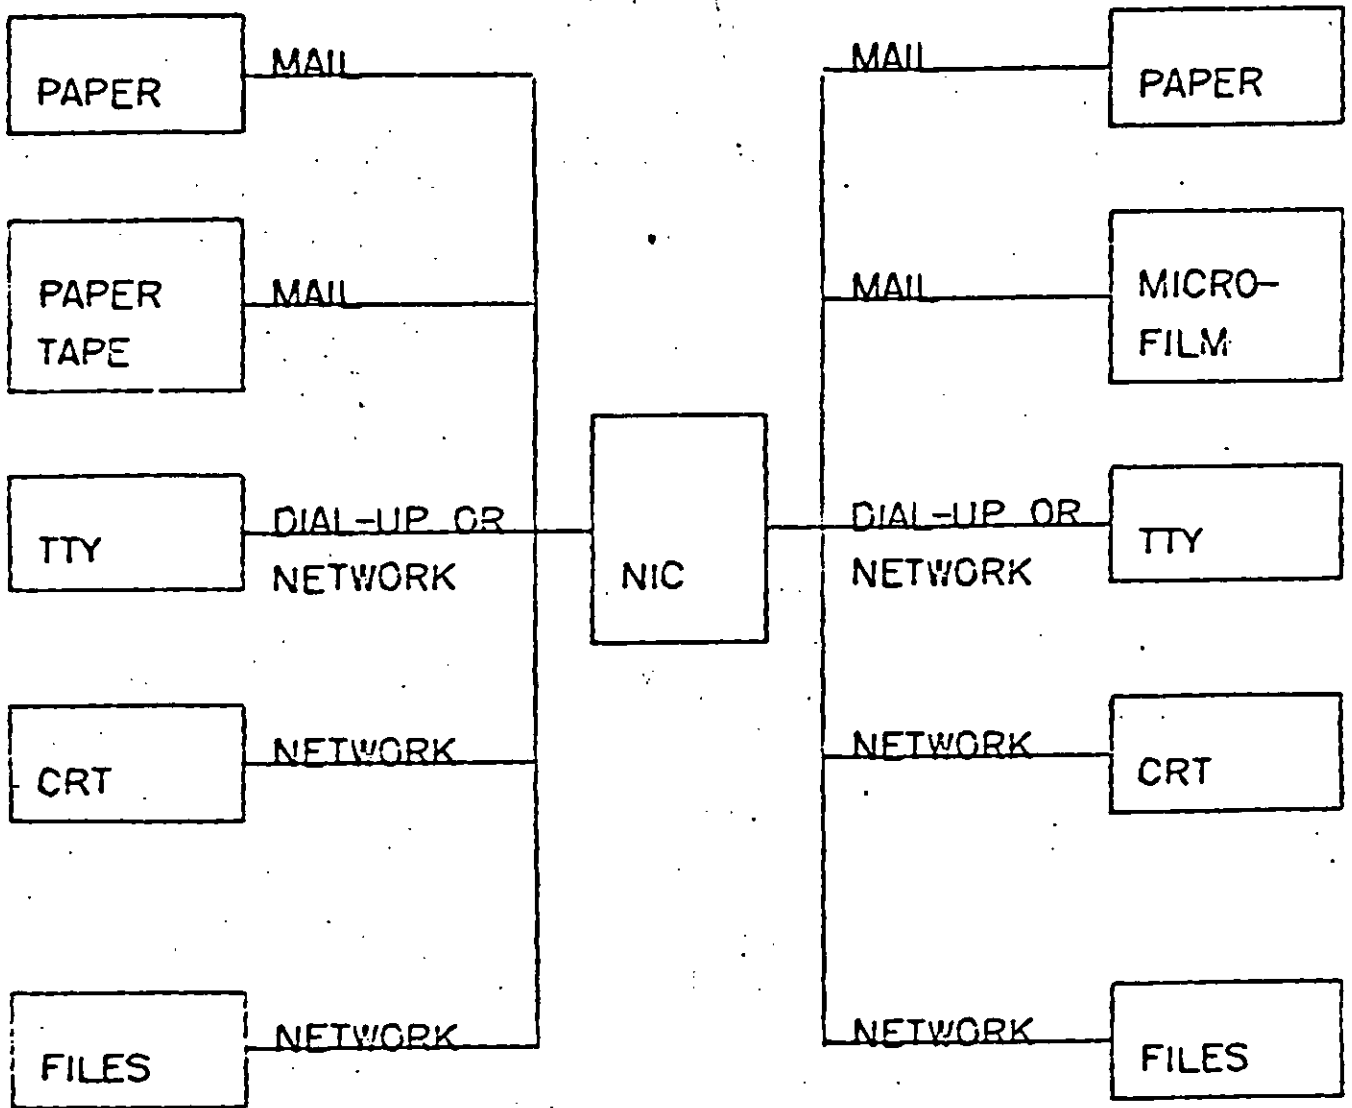 PAPER
MAIL
PAPER
TAPE
MAIL
TTY
DIAL-UP OR
NETWORK
CRT
NETWORK
FILES
NETWORK
NIC
MAIL
PAPER
MAIL
MICRO-
FILM
DIAL-UP OR
NETWORK
TTY
NETWORK
CRT
NETWORK
FILES